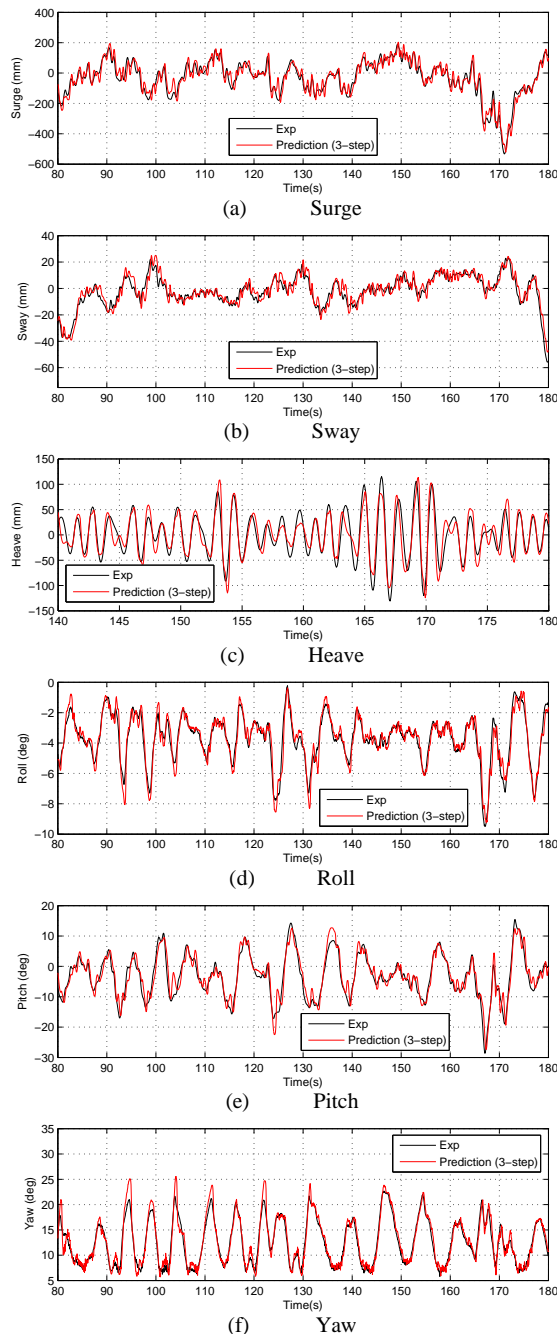 400
200
0
−200
−400
−600
Surge (mm)
Exp
Prediction (3−step)
80 90 100 110 120 130 140 150 160 170 180
Time(s)
(a) Surge
40
20
0
−20
−40
−60
Sway (mm)
Exp
Prediction (3−step)
80 90 100 110 120 130 140 150 160 170 180
Time(s)
(b) Sway
150
100
50
0
−50
−100
−150
Heave (mm)
Exp
Prediction (3−step)
140 145 150 155 160 165 170 175 180
Time(s)
(c) Heave
0
−2
−4
−6
−8
−10
Roll (deg)
Exp
Prediction (3−step)
80 90 100 110 120 130 140 150 160 170 180
Time(s)
(d) Roll
20
10
0
−10
−20
−30
Pitch (deg)
Exp
Prediction (3−step)
80 90 100 110 120 130 140 150 160 170 180
Time(s)
(e) Pitch
35
30
25
20
15
10
5
Yaw (deg)
Exp
Prediction (3−step)
80 90 100 110 120 130 140 150 160 170 180
Time(s)
(f) Yaw